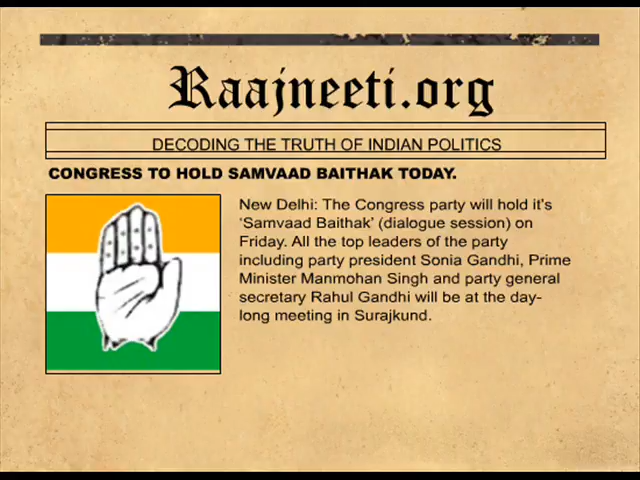 Raajneeti.org
DECODING THE TRUTH OF INDIAN POLITICS
CONGRESS TO HOLD SAMVAAD BAITHAK TODAY.
New Delhi: The Congress party will hold it's
'Samvaad Baithak' (dialogue session) on
Friday. All the top leaders of the party
including party president Sonia Gandhi, Prime
Minister Manmohan Singh and party general
secretary Rahul Gandhi will be at the day-
long meeting in Surajkund.